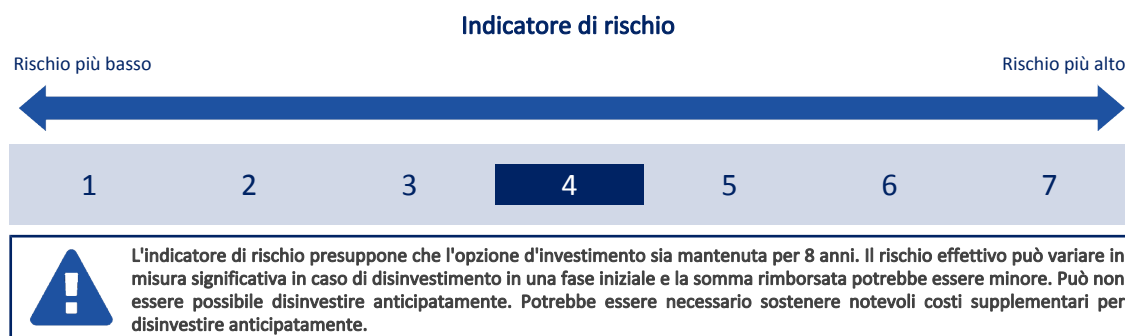 Indicatore di rischio
Rischio più basso
Rischio più alto
1 2 3 4 5 6 7
L'indicatore di rischio presuppone che l'opzione d'investimento sia mantenuta per 8 anni. Il rischio effettivo può variare in
misura significativa in caso di disinvestimento in una fase iniziale e la somma rimborsata potrebbe essere minore. Può non
essere possibile disinvestire anticipatamente. Potrebbe essere necessario sostenere notevoli costi supplementari per
disinvestire anticipatamente.